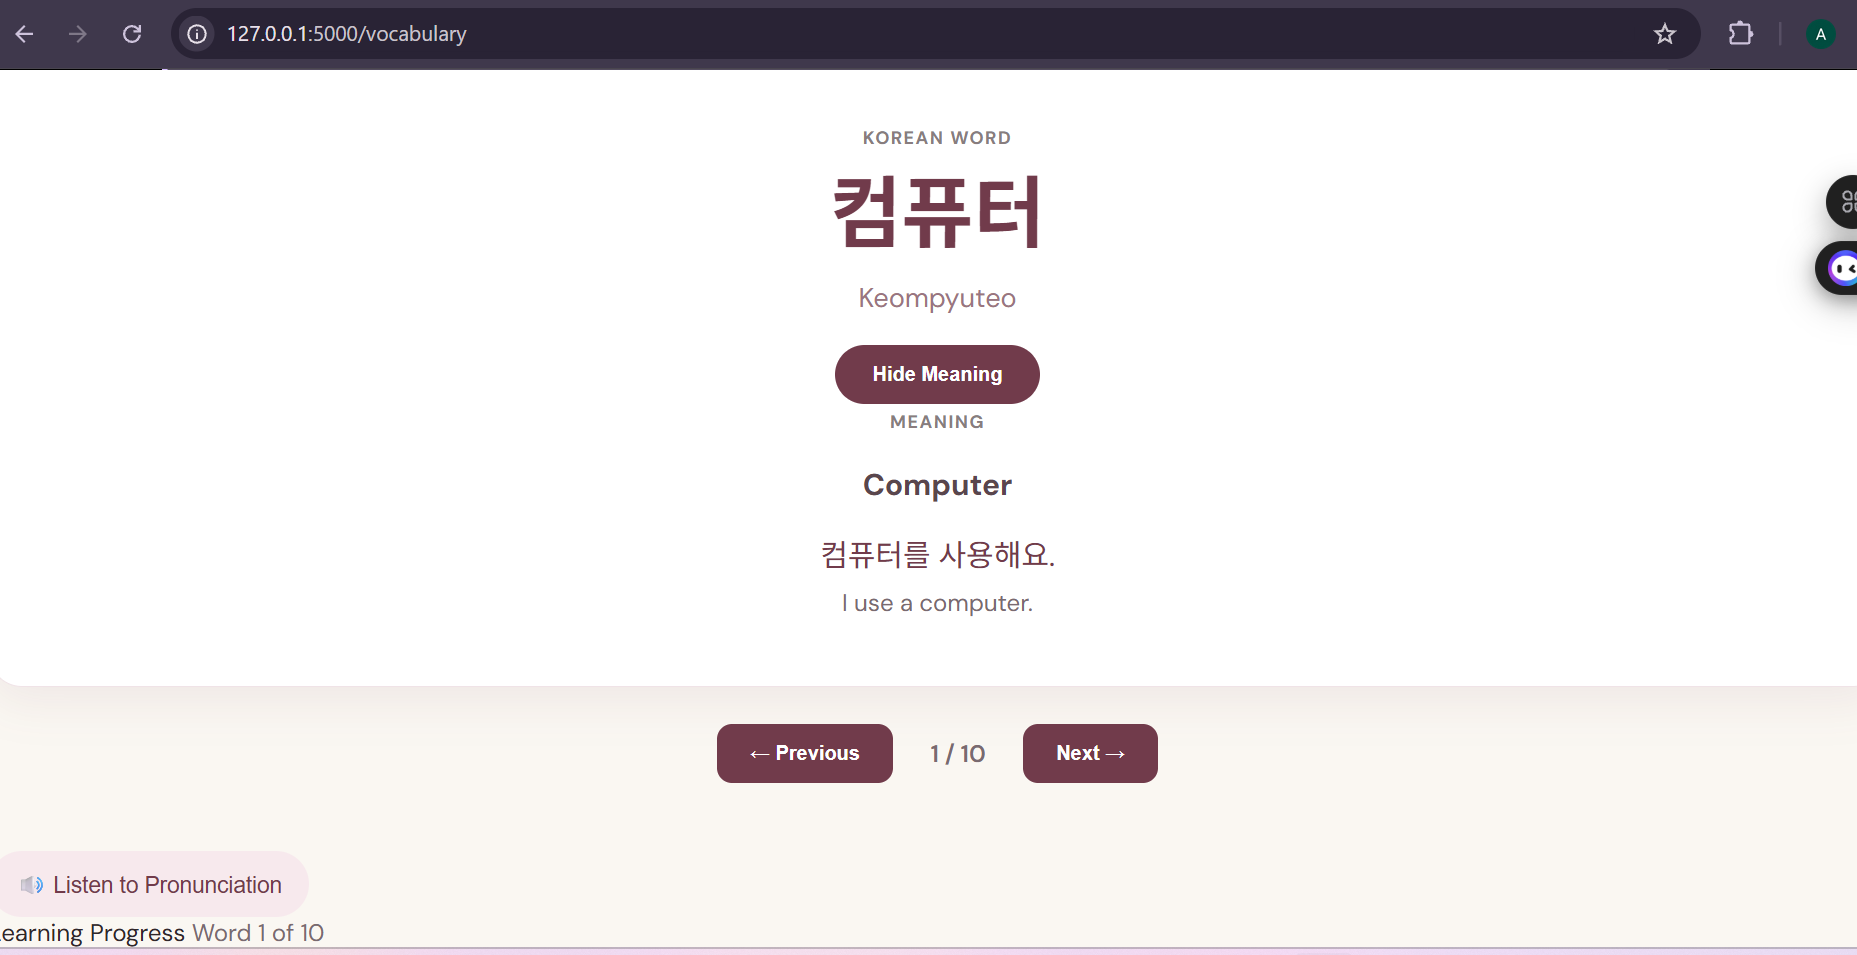 127.0.0.1:5000/vocabulary
A
KOREAN WORD
컴퓨터
Keompyuteo
Hide Meaning
MEANING
Computer
컴퓨터를 사용해요.
I use a computer.
← Previous
1 / 10
Next →
Listen to Pronunciation
earning Progress Word 1 of 10